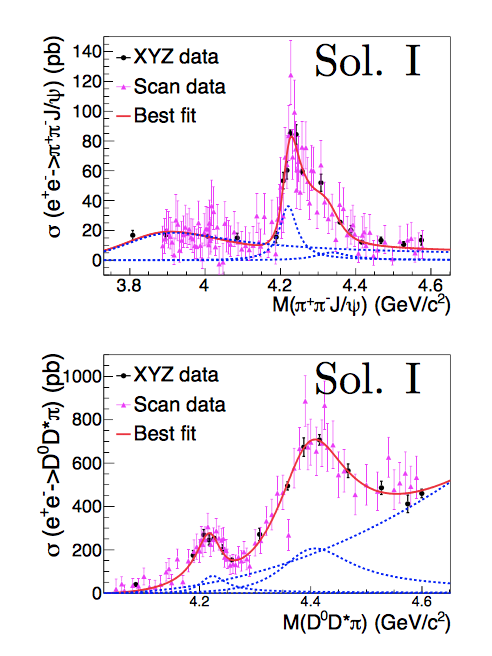 Sol. I
XYZ data
Scan data
Best fit
σ (e⁺e⁻->π⁺π⁻J/ψ) (pb)
140
120
100
80
60
40
20
0
3.8 4 4.2 4.4 4.6
M(π⁺π⁻J/ψ) (GeV/c²)
Sol. I
XYZ data
Scan data
Best fit
σ (e⁺e⁻->D⁰D*π) (pb)
1000
800
600
400
200
0
4.2 4.4 4.6
M(D⁰D*π) (GeV/c²)